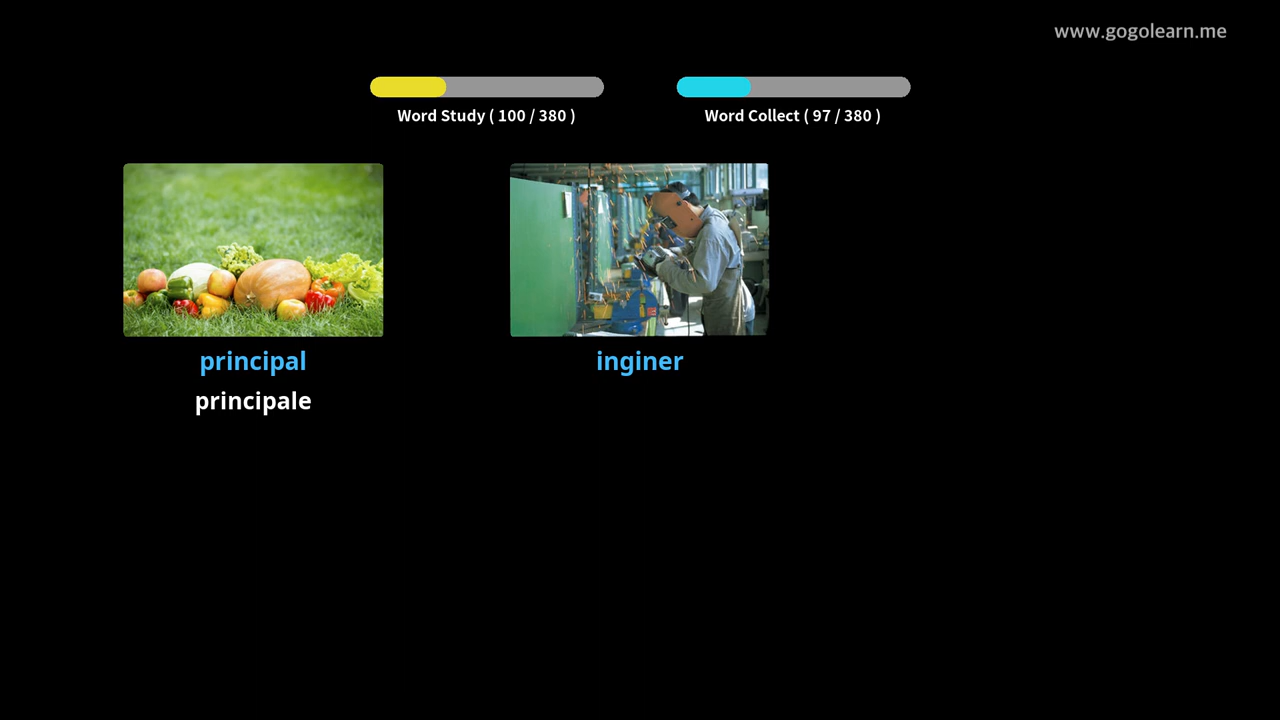 www.gogolearn.me
Word Study ( 100 / 380 )
Word Collect ( 97 / 380 )
principal
inginer
principale